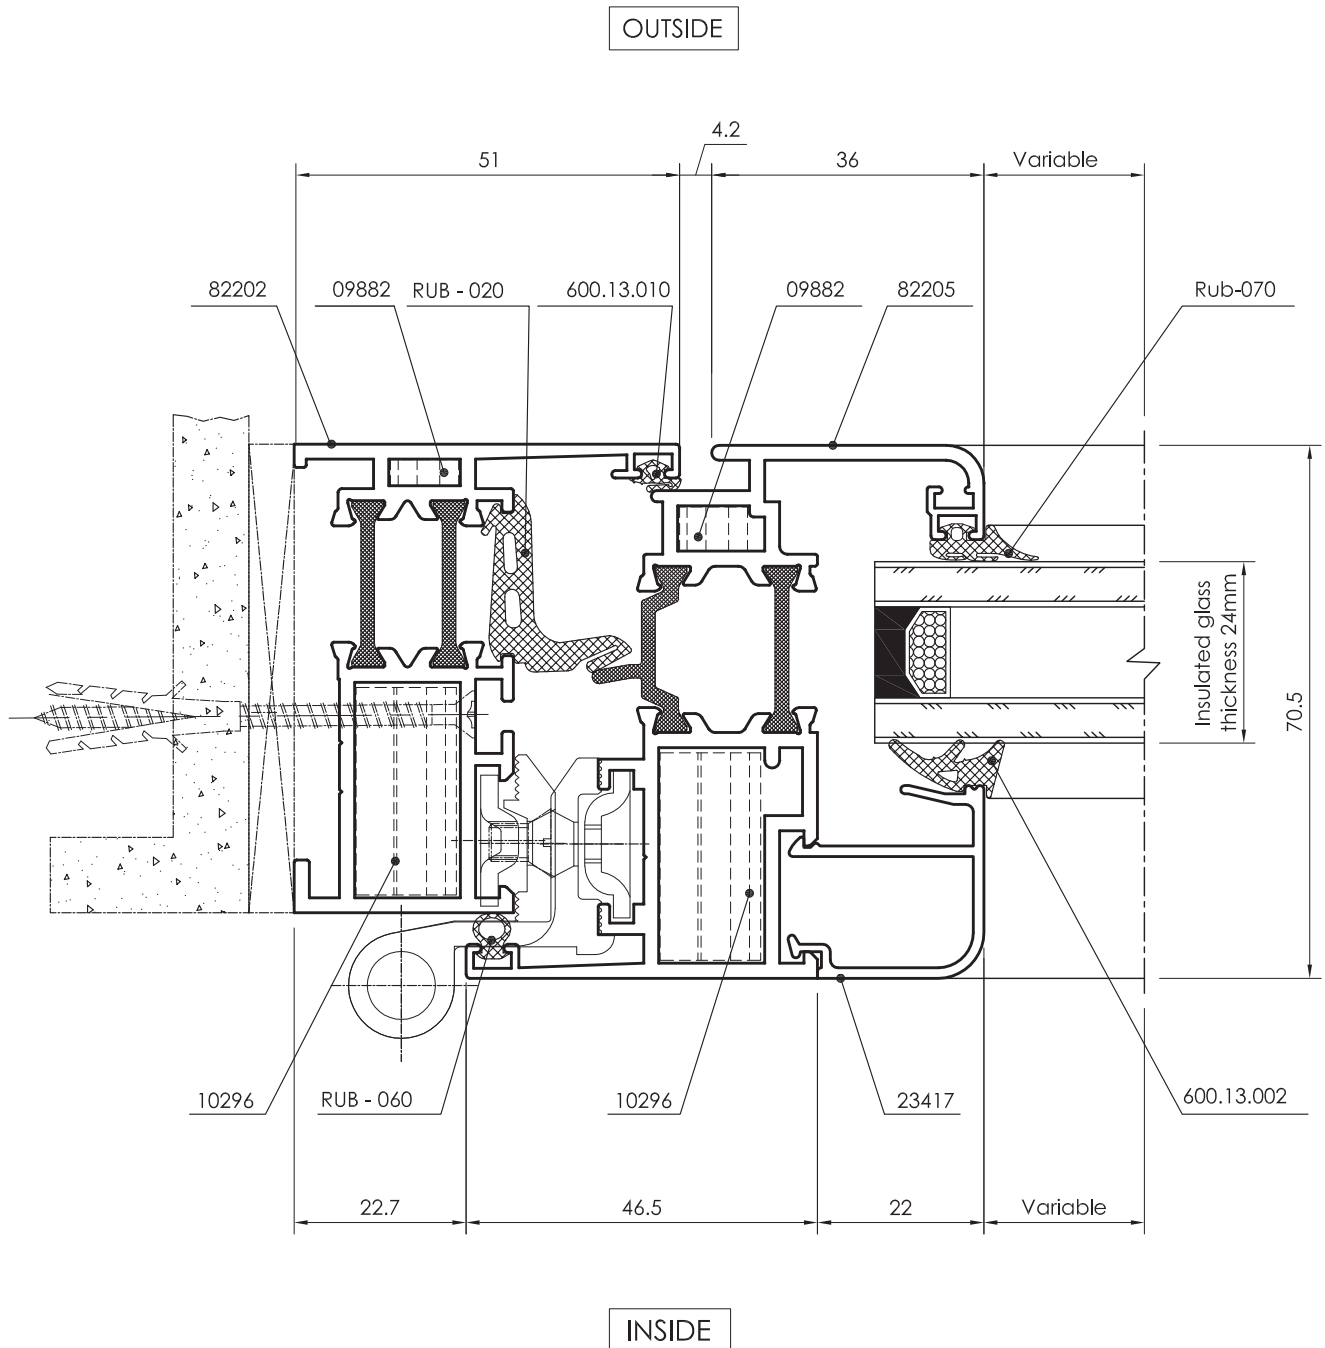 OUTSIDE
4.2
51
36
Variable
82202
09882
RUB - 020
600.13.010
09882
82205
Rub-070
Insulated glass
thickness 24mm
70.5
10296
RUB - 060
10296
23417
600.13.002
22.7
46.5
22
Variable
INSIDE